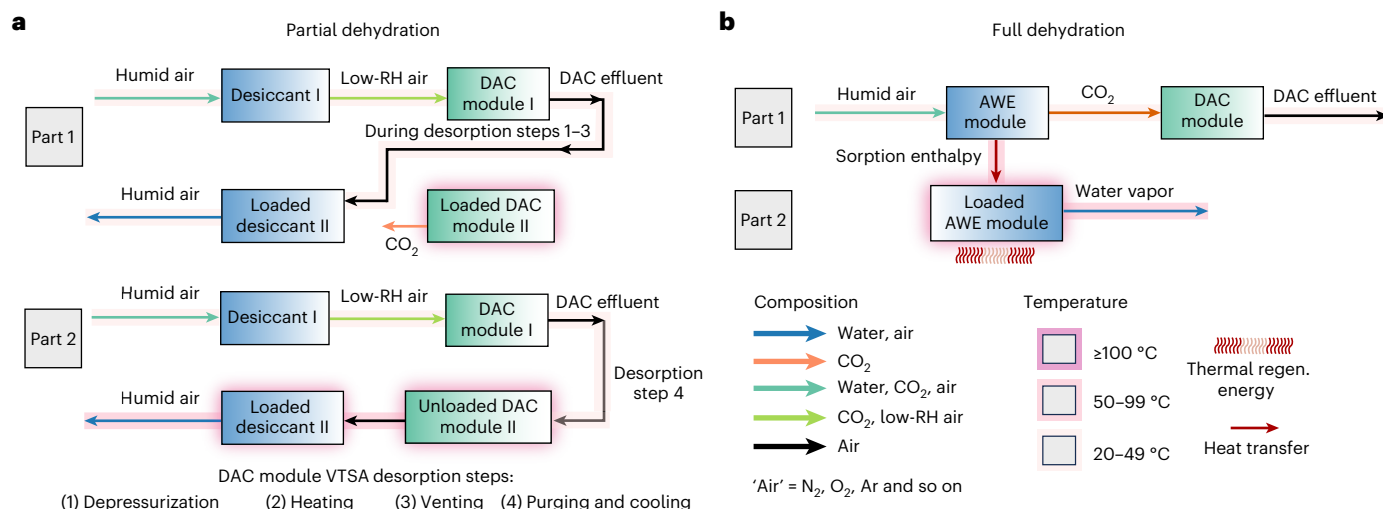 a
Partial dehydration
Humid air
Low-RH air
DAC effluent
Part 1
Desiccant I
DAC
module I
During desorption steps 1–3
Humid air
Loaded
desiccant II
Loaded DAC
module II
CO2
Part 2
Humid air
Low-RH air
DAC effluent
Desiccant I
DAC
module I
Desorption
step 4
Humid air
Loaded
desiccant II
Unloaded DAC
module II
DAC module VTSA desorption steps:
(1) Depressurization (2) Heating (3) Venting (4) Purging and cooling
b
Full dehydration
Part 1
Humid air
AWE
module
CO2
DAC
module
DAC effluent
Sorption enthalpy
Part 2
Loaded
AWE module
Water vapor
Composition
Water, air
CO2
Water, CO2, air
CO2, low-RH air
Air
'Air' = N2, O2, Ar and so on
Temperature
≥100 °C
50–99 °C
20–49 °C
Thermal regen.
energy
Heat transfer